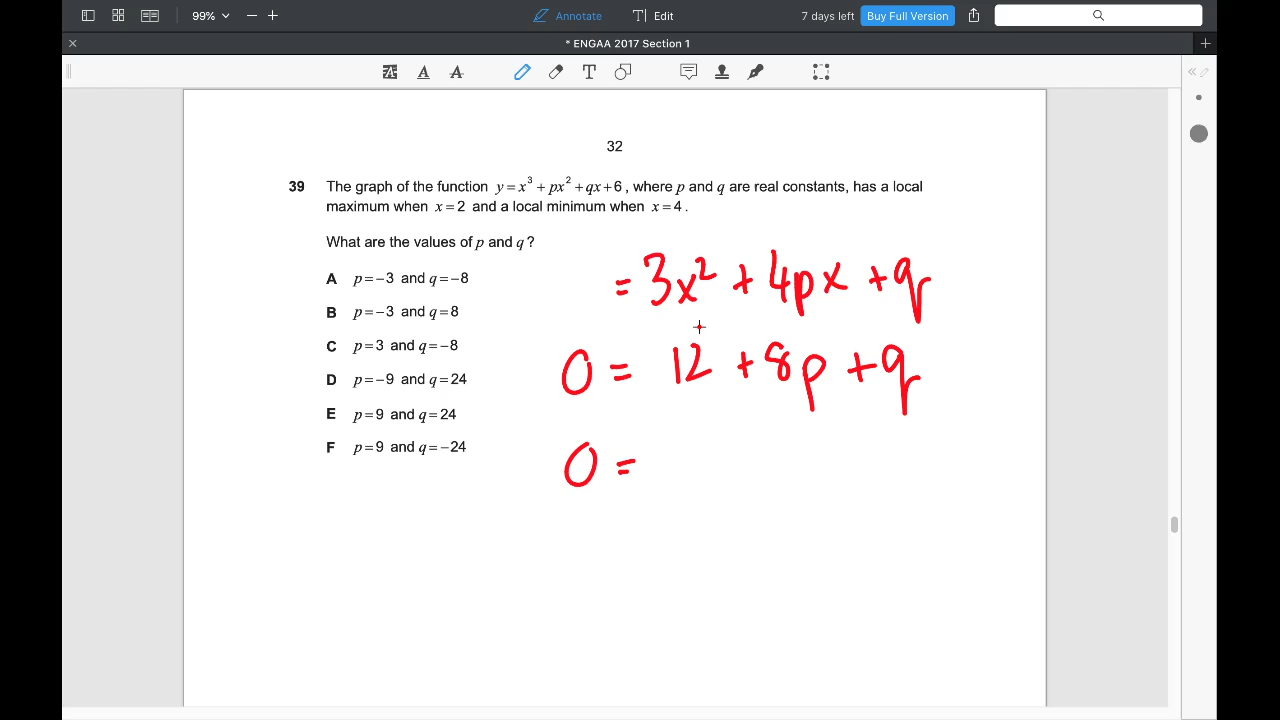 99%
Annotate
Edit
7 days left
Buy Full Version
* ENGAA 2017 Section 1
32
39 The graph of the function y = x³ + px² + qx + 6 , where p and q are real constants, has a local
maximum when x = 2 and a local minimum when x = 4 .
What are the values of p and q ?
A p = −3 and q = −8
B p = −3 and q = 8
C p = 3 and q = −8
D p = −9 and q = 24
E p = 9 and q = 24
F p = 9 and q = −24
= 3x² + 4px + q
0 = 12 + 8p + q
0 =